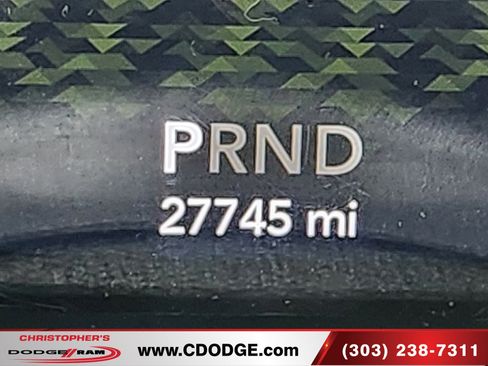 PRND
27745 mi
CHRISTOPHER'S
DODGE RAM
www.CDODGE.com
(303) 238-7311